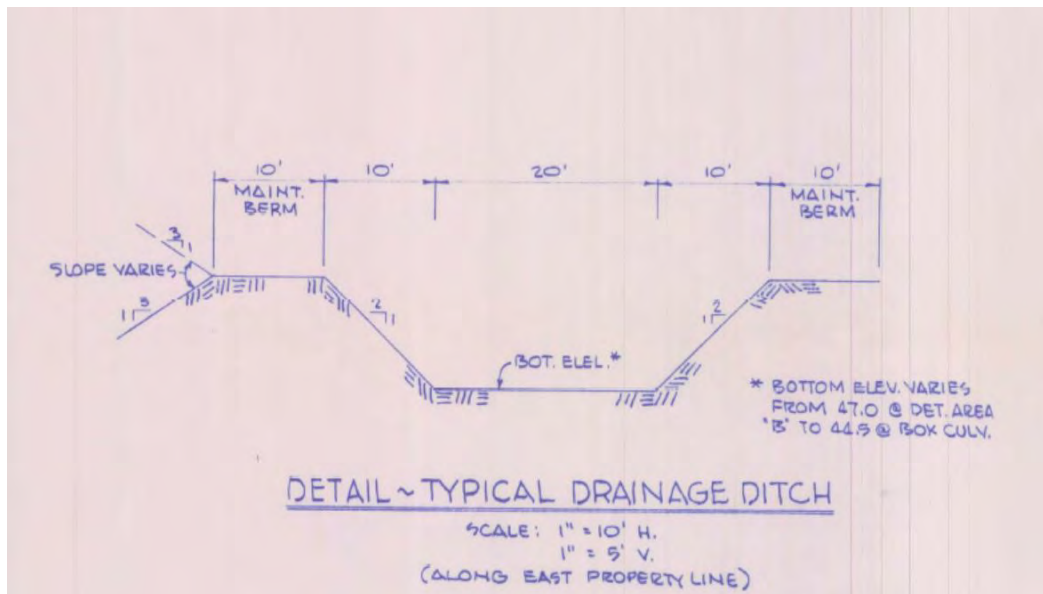 10' 10' 20' 10' 10'
MAINT. MAINT.
BERM BERM
3
1
SLOPE VARIES
1 3
2
1
2
1
BOT. ELEL.*
* BOTTOM ELEV. VARIES
FROM 47.0 @ DET. AREA
"B" TO 44.5 @ BOX CULV.
DETAIL ~ TYPICAL DRAINAGE DITCH
SCALE: 1" = 10' H.
1" = 5' V.
(ALONG EAST PROPERTY LINE)